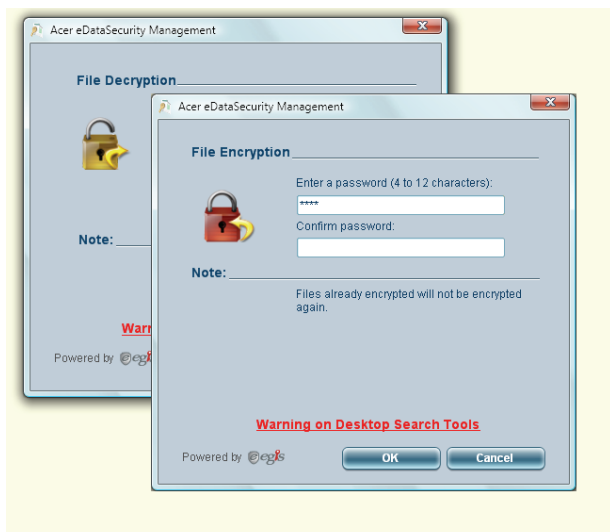 Acer eDataSecurity Management
File Decryption
Note:
Powered by
Acer eDataSecurity Management
File Encryption
Enter a password (4 to 12 characters):
****
Confirm password:
Note:
Files already encrypted will not be encrypted
again.
Warning on Desktop Search Tools
Powered by egis
OK
Cancel